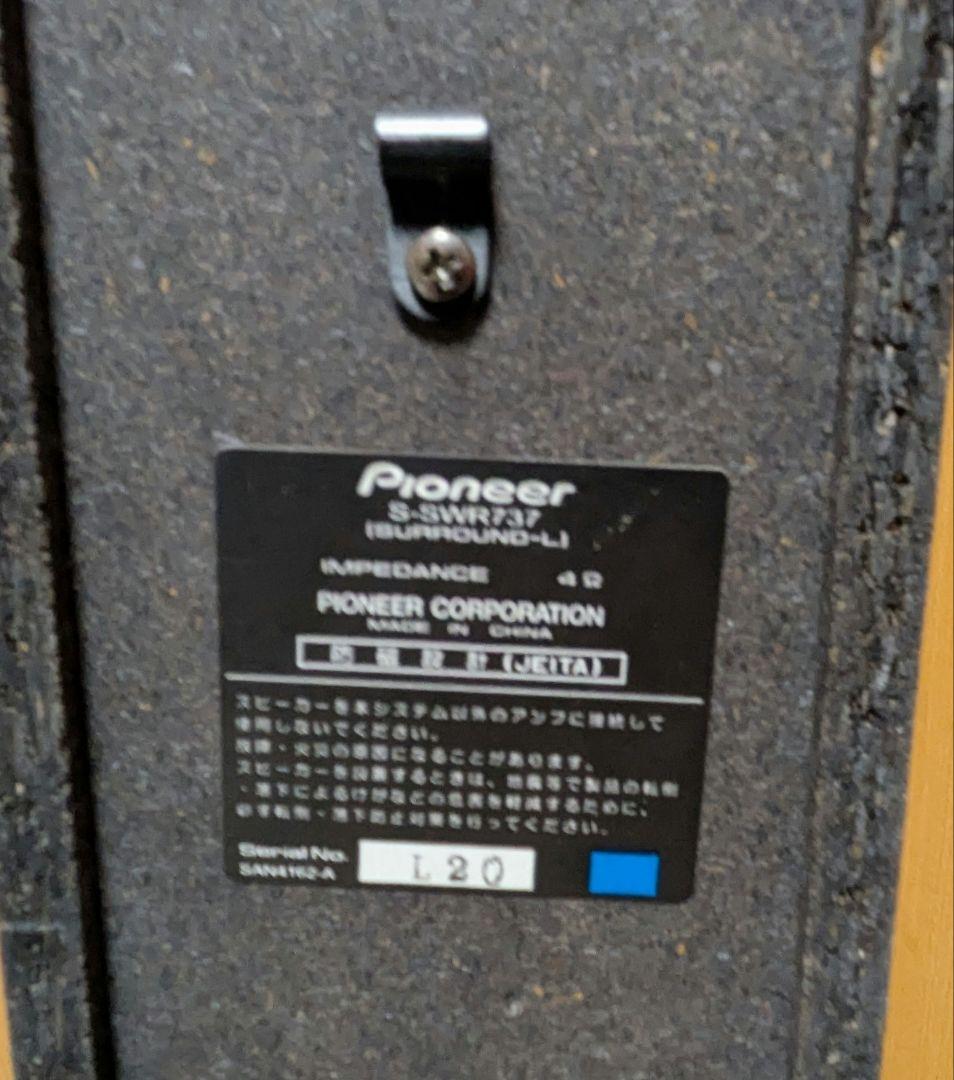 Pioneer
S-SWR737
(SURROUND-L)
IMPEDANCE 4Ω
PIONEER CORPORATION
MADE IN CHINA
防磁設計(JEITA)
スピーカーを本システム以外のアンプに接続して
使用しないでください。
故障・火災の原因になることがあります。
スピーカーを設置するときは、地震等で製品の転倒
・落下によるけがなどの危害を軽減するために、
必ず転倒・落下防止対策を行ってください。
Serial No. L20
SAN4162-A